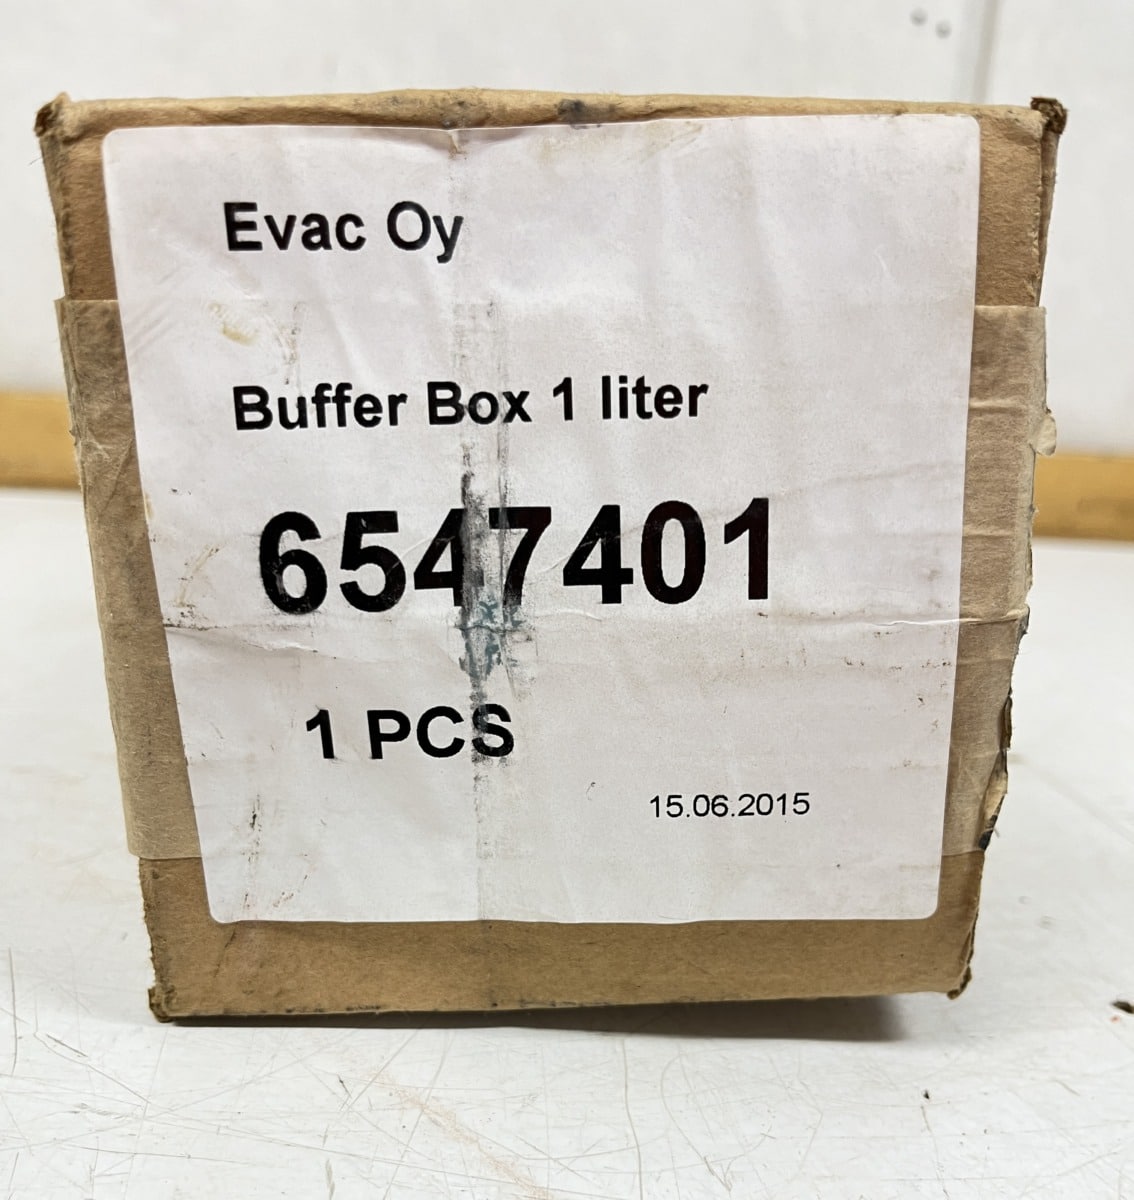 Evac Oy
Buffer Box 1 liter
6547401
1 PCS
15.06.2015